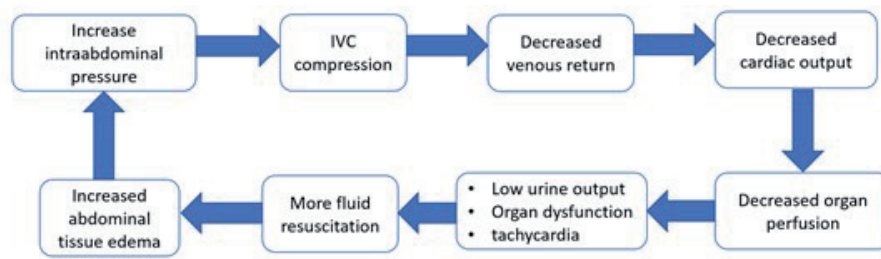 Increase
intraabdominal
pressure
IVC
compression
Decreased
venous return
Decreased
cardiac output
Decreased organ
perfusion
• Low urine output
• Organ dysfunction
• tachycardia
More fluid
resuscitation
Increased
abdominal
tissue edema